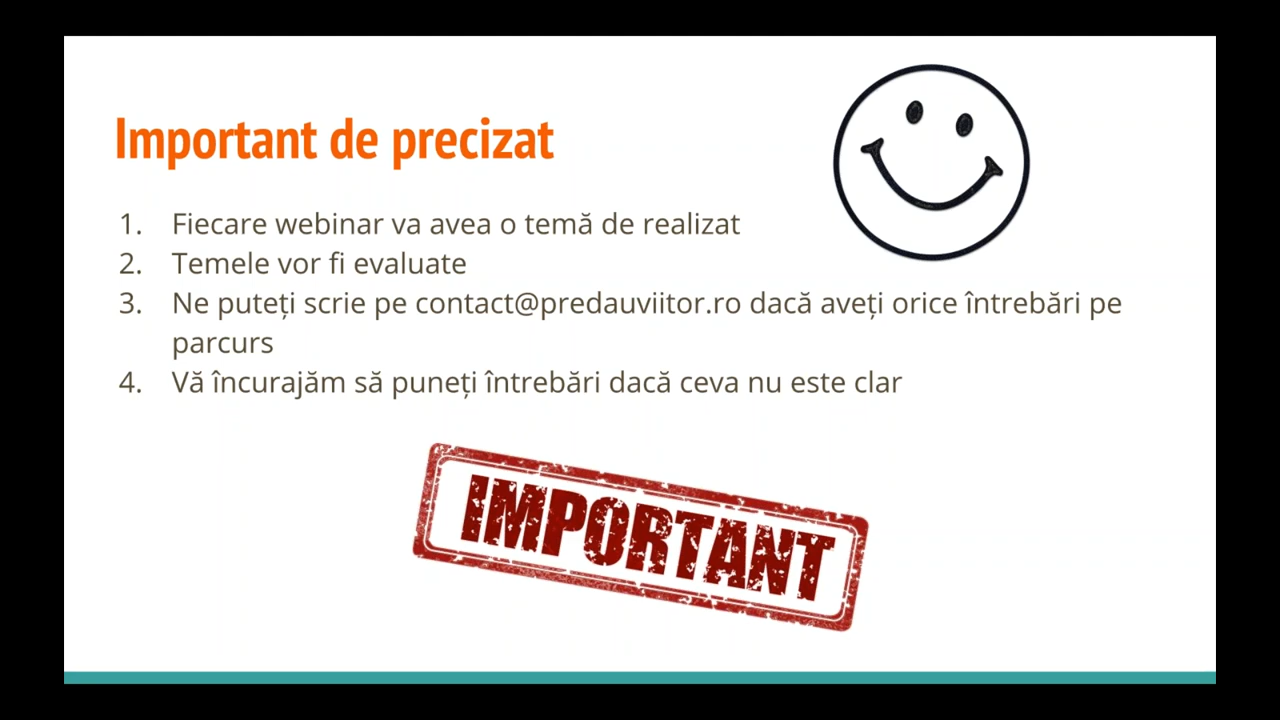 Important de precizat
1. Fiecare webinar va avea o temă de realizat
2. Temele vor fi evaluate
3. Ne puteți scrie pe contact@predauviitor.ro dacă aveți orice întrebări pe
parcurs
4. Vă încurajăm să puneți întrebări dacă ceva nu este clar
IMPORTANT